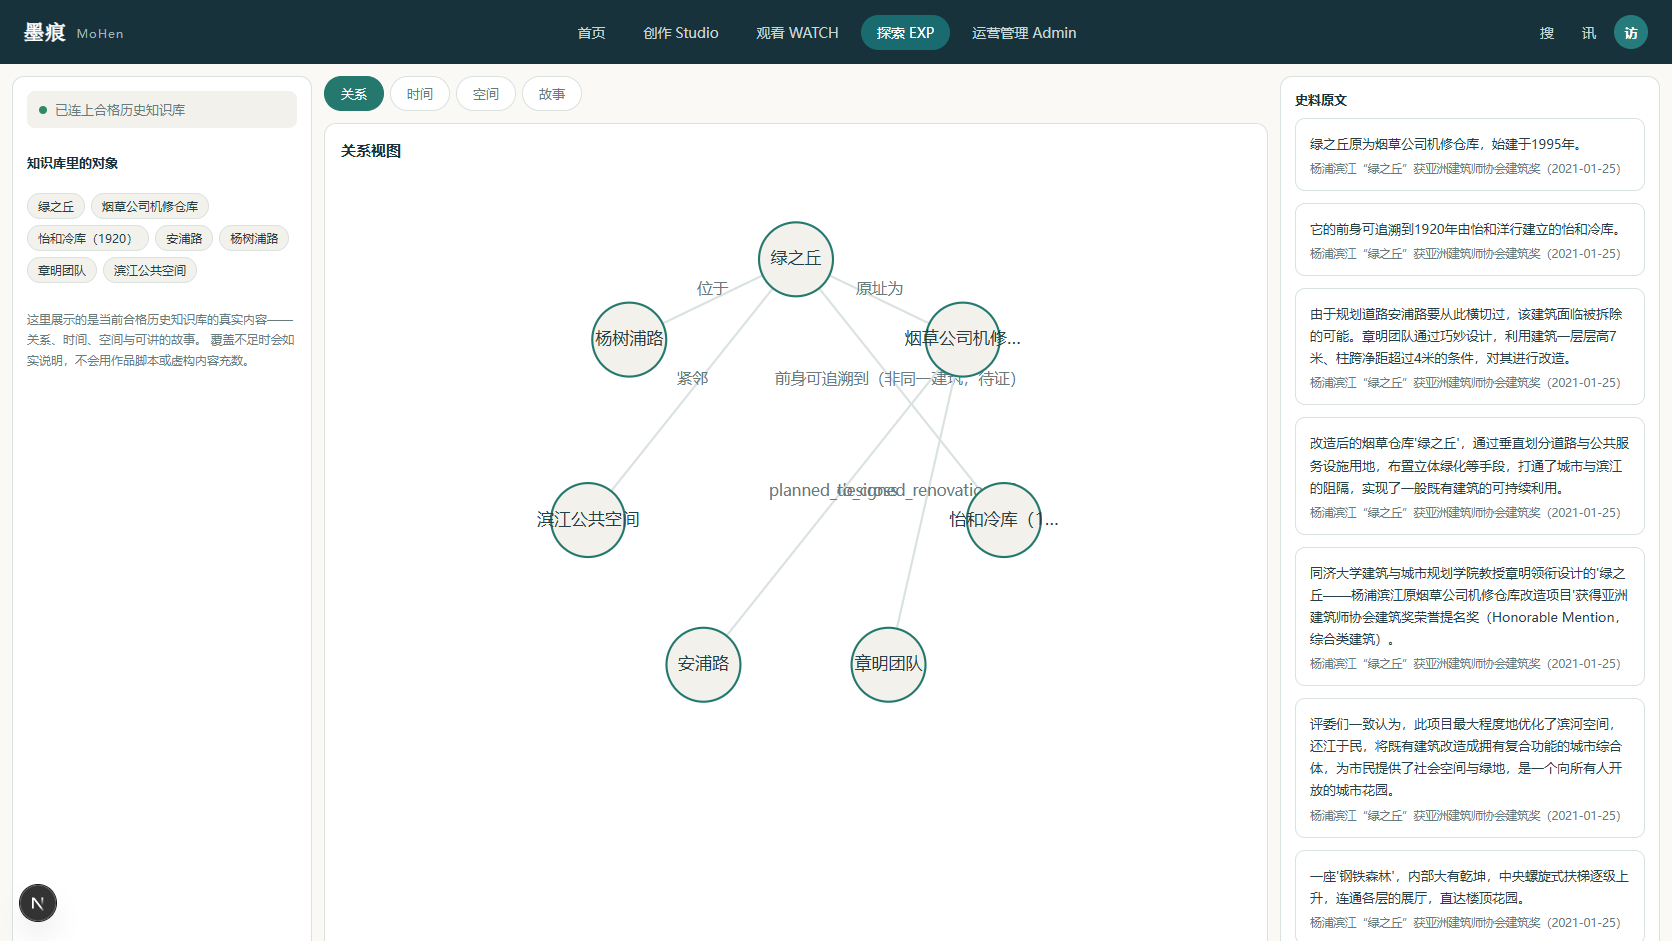 墨痕 MoHen
首页
创作 Studio
观看 WATCH
探索 EXP
运营管理 Admin
搜
讯
访
已连上合格历史知识库
知识库里的对象
绿之丘
烟草公司机修仓库
怡和冷库（1920）
安浦路
杨树浦路
章明团队
滨江公共空间
这里展示的是当前合格历史知识库的真实内容——
关系、时间、空间与可讲的故事。 覆盖不足时会如
实说明，不会用作品脚本或虚构内容充数。
N
关系
时间
空间
故事
关系视图
绿之丘
位于
原址为
杨树浦路
烟草公司机修...
紧邻
前身可追溯到（非同一建筑，待证）
planned_to_cross
designed_renovatio
滨江公共空间
怡和冷库（1...
安浦路
章明团队
史料原文
绿之丘原为烟草公司机修仓库，始建于1995年。
杨浦滨江“绿之丘”获亚洲建筑师协会建筑奖（2021-01-25）
它的前身可追溯到1920年由怡和洋行建立的怡和冷库。
杨浦滨江“绿之丘”获亚洲建筑师协会建筑奖（2021-01-25）
由于规划道路安浦路要从此横切过，该建筑面临被拆除
的可能。章明团队通过巧妙设计，利用建筑一层层高7
米、柱跨净距超过4米的条件，对其进行改造。
杨浦滨江“绿之丘”获亚洲建筑师协会建筑奖（2021-01-25）
改造后的烟草仓库'绿之丘'，通过垂直划分道路与公共服
务设施用地，布置立体绿化等手段，打通了城市与滨江
的阻隔，实现了一般既有建筑的可持续利用。
杨浦滨江“绿之丘”获亚洲建筑师协会建筑奖（2021-01-25）
同济大学建筑与城市规划学院教授章明领衔设计的'绿之
丘——杨浦滨江原烟草公司机修仓库改造项目'获得亚洲
建筑师协会建筑奖荣誉提名奖（Honorable Mention，
综合类建筑）。
杨浦滨江“绿之丘”获亚洲建筑师协会建筑奖（2021-01-25）
评委们一致认为，此项目最大程度地优化了滨河空间，
还江于民，将既有建筑改造成拥有复合功能的城市综合
体，为市民提供了社会空间与绿地，是一个向所有人开
放的城市花园。
杨浦滨江“绿之丘”获亚洲建筑师协会建筑奖（2021-01-25）
一座'钢铁森林'，内部大有乾坤，中央螺旋式扶梯逐级上
升，连通各层的展厅，直达楼顶花园。
杨浦滨江“绿之丘”获亚洲建筑师协会建筑奖（2021-01-25）